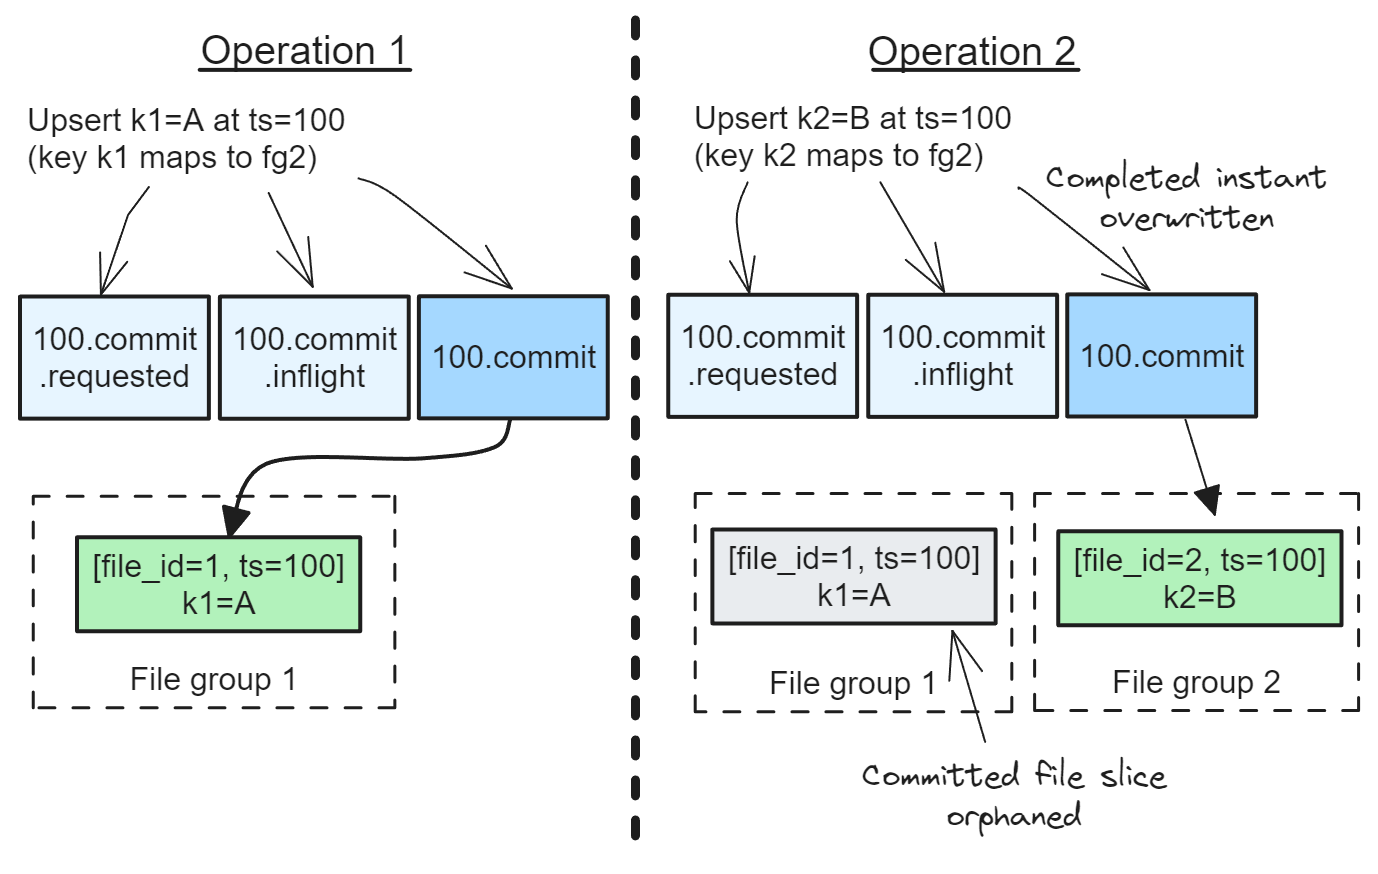 Operation 1
Upsert k1=A at ts=100
(key k1 maps to fg2)
100.commit
.requested
100.commit
.inflight
100.commit
[file_id=1, ts=100]
k1=A
File group 1
Operation 2
Upsert k2=B at ts=100
(key k2 maps to fg2)
Completed instant
overwritten
100.commit
.requested
100.commit
.inflight
100.commit
[file_id=1, ts=100]
k1=A
File group 1
[file_id=2, ts=100]
k2=B
File group 2
Committed file slice
orphaned